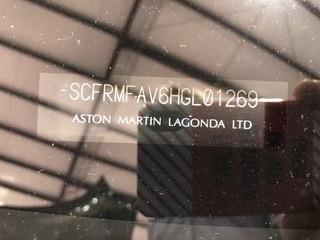 -SCFRMFAV6HGL01269-
ASTON MARTIN LAGONDA LTD